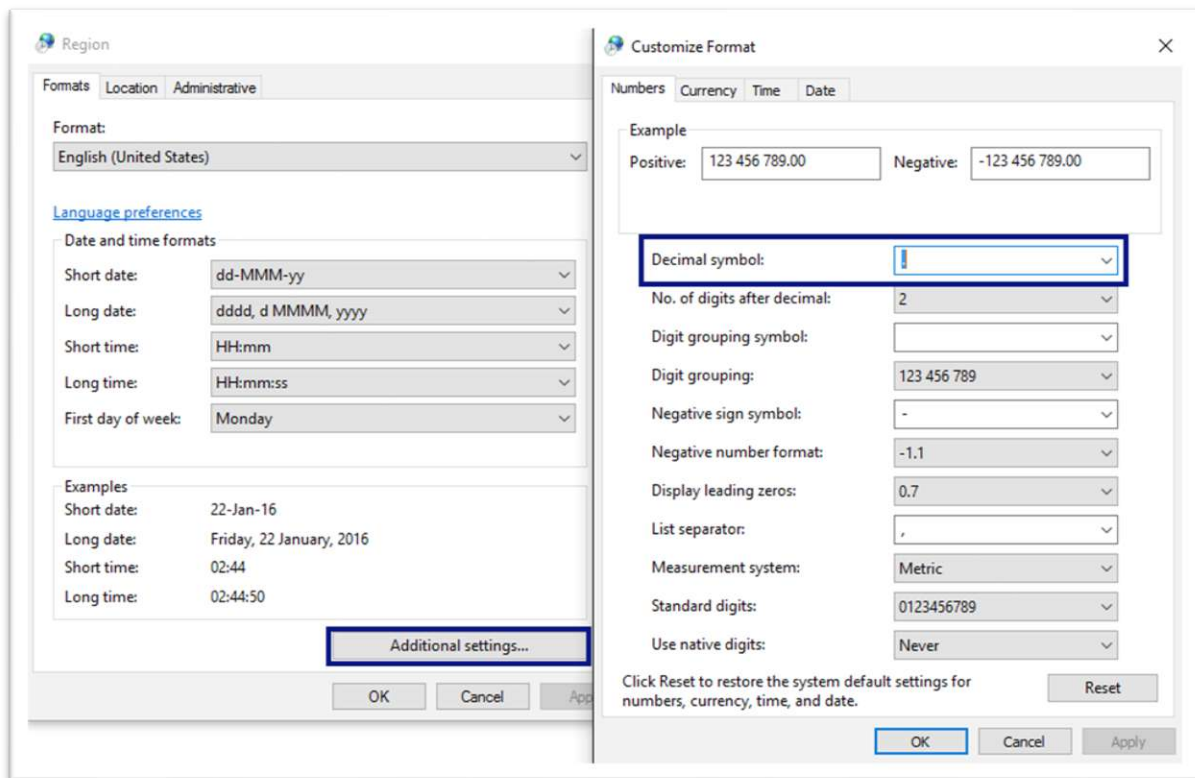 Region
Formats Location Administrative
Format:
English (United States)
Language preferences
Date and time formats
Short date: dd-MMM-yy
Long date: dddd, d MMMM, yyyy
Short time: HH:mm
Long time: HH:mm:ss
First day of week: Monday
Examples
Short date: 22-Jan-16
Long date: Friday, 22 January, 2016
Short time: 02:44
Long time: 02:44:50
Additional settings...
OK Cancel App
Customize Format
Numbers Currency Time Date
Example
Positive: 123 456 789.00 Negative: -123 456 789.00
Decimal symbol: .
No. of digits after decimal: 2
Digit grouping symbol:
Digit grouping: 123 456 789
Negative sign symbol: -
Negative number format: -1.1
Display leading zeros: 0.7
List separator: ,
Measurement system: Metric
Standard digits: 0123456789
Use native digits: Never
Click Reset to restore the system default settings for
numbers, currency, time, and date.
Reset
OK Cancel Apply